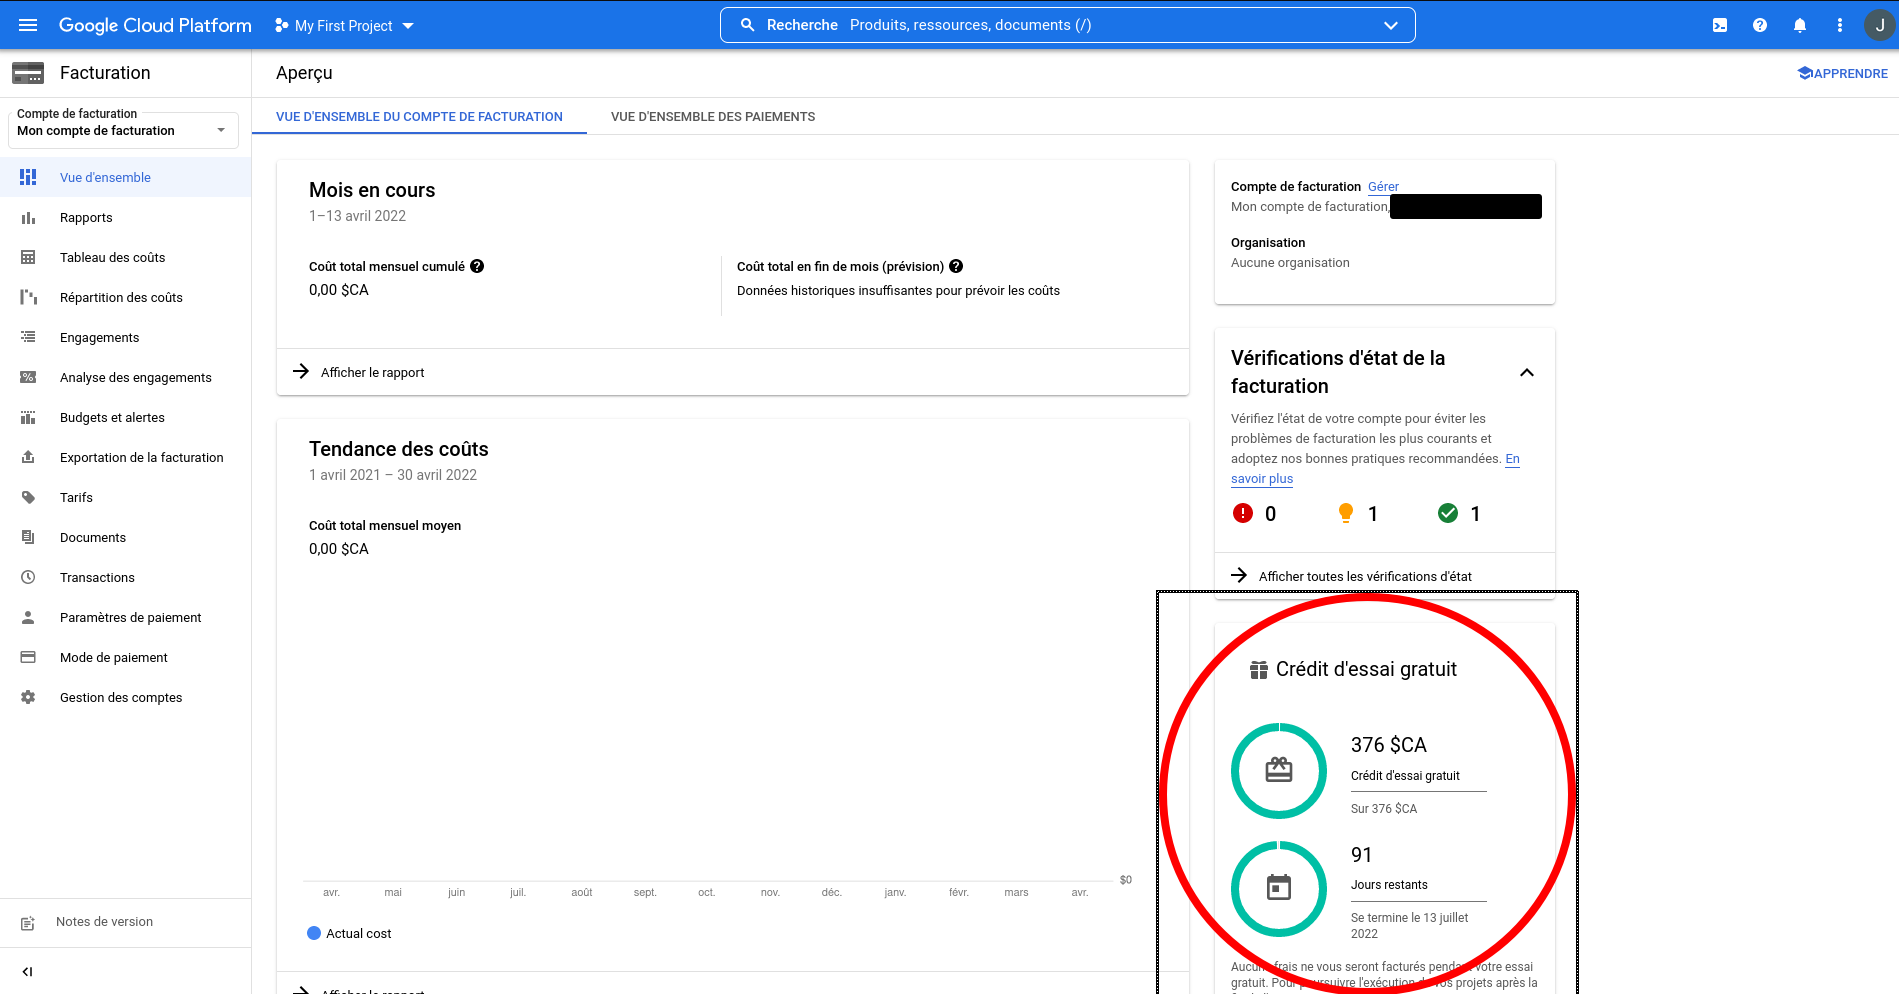 Google Cloud Platform
My First Project
Recherche Produits, ressources, documents (/)
J
Facturation
Compte de facturation
Mon compte de facturation
Vue d'ensemble
Rapports
Tableau des coûts
Répartition des coûts
Engagements
Analyse des engagements
Budgets et alertes
Exportation de la facturation
Tarifs
Documents
Transactions
Paramètres de paiement
Mode de paiement
Gestion des comptes
Notes de version
Aperçu
APPRENDRE
VUE D'ENSEMBLE DU COMPTE DE FACTURATION
VUE D'ENSEMBLE DES PAIEMENTS
Mois en cours
1–13 avril 2022
Coût total mensuel cumulé
0,00 $CA
Coût total en fin de mois (prévision)
Données historiques insuffisantes pour prévoir les coûts
Afficher le rapport
Tendance des coûts
1 avril 2021 – 30 avril 2022
Coût total mensuel moyen
0,00 $CA
$0
avr. mai juin juil. août sept. oct. nov. déc. janv. févr. mars avr.
Actual cost
Afficher le rapport
Compte de facturation Gérer
Mon compte de facturation,
Organisation
Aucune organisation
Vérifications d'état de la
facturation
Vérifiez l'état de votre compte pour éviter les
problèmes de facturation les plus courants et
adoptez nos bonnes pratiques recommandées. En
savoir plus
0 1 1
Afficher toutes les vérifications d'état
Crédit d'essai gratuit
376 $CA
Crédit d'essai gratuit
Sur 376 $CA
91
Jours restants
Se termine le 13 juillet
2022
Aucuns frais ne vous seront facturés pendant votre essai
gratuit. Pour poursuivre l'exécution de vos projets après la